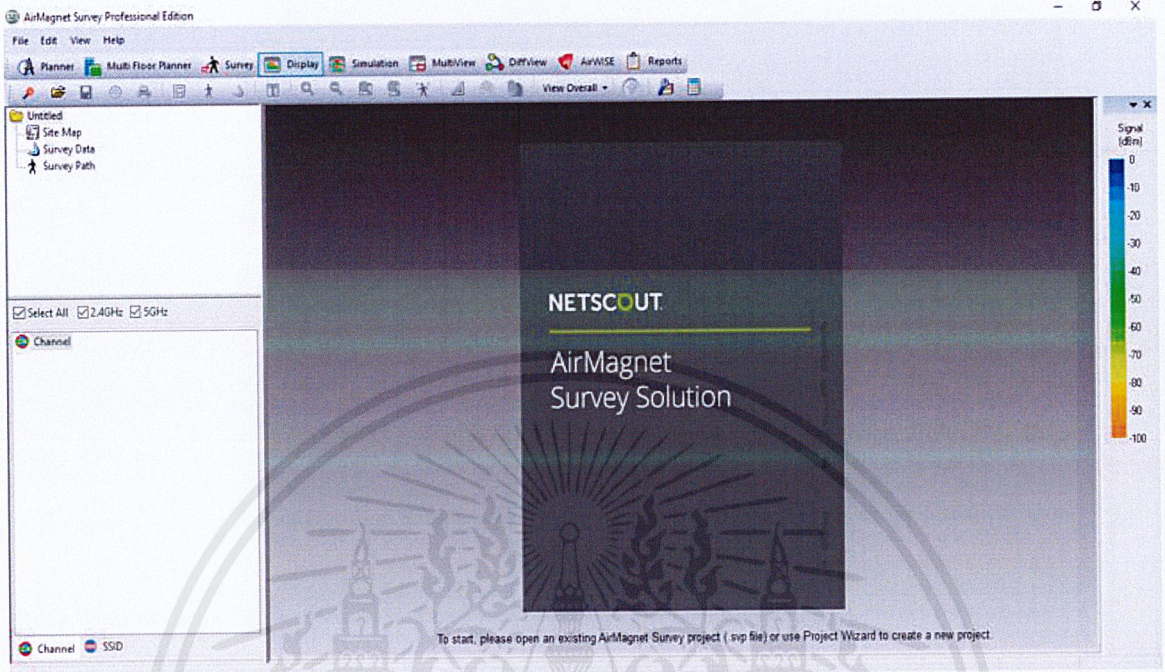 AirMagnet Survey Professional Edition
File Edit View Help
Planner Multi Floor Planner Survey Display Simulation MultiView DiffView AirWISE Reports
View Overall
Untitled
Site Map
Survey Data
Survey Path
Signal
(dBm)
0
-10
-20
-30
-40
-50
-60
-70
-80
-90
-100
Select All 2.4GHz 5GHz
Channel
NETSCOUT
AirMagnet
Survey Solution
To start, please open an existing AirMagnet Survey project (.svp file) or use Project Wizard to create a new project.
Channel SSID